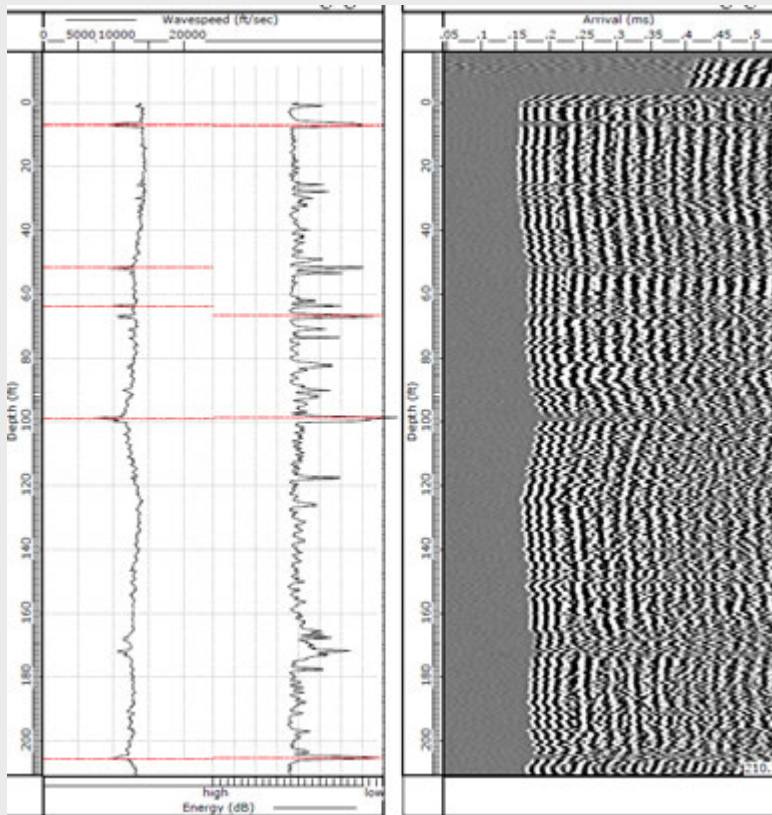 Wavespeed (ft/sec)
0 5000 10000 20000
Depth (ft)
0
20
40
60
80
100
120
140
160
180
200
high low
Energy (dB)
Arrival (ms)
.05 .1 .15 .2 .25 .3 .35 .4 .45 .5
Depth (ft)
0
20
40
60
80
100
120
140
160
180
200
210.